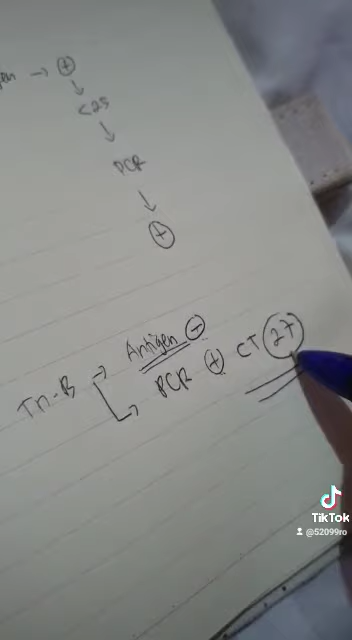 → (+)
↓
<25
↓
PCR
↓
(+)
Tn-B → Antigen (-)
↳ PCR (+) CT (27)
TikTok
@52099ro